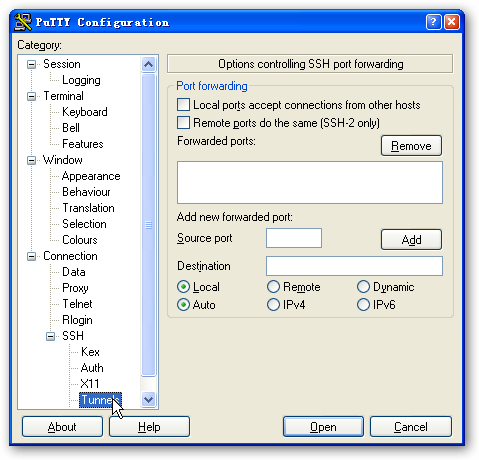 PuTTY Configuration
Category:
Session
Logging
Terminal
Keyboard
Bell
Features
Window
Appearance
Behaviour
Translation
Selection
Colours
Connection
Data
Proxy
Telnet
Rlogin
SSH
Kex
Auth
X11
Tunnels
Options controlling SSH port forwarding
Port forwarding
Local ports accept connections from other hosts
Remote ports do the same (SSH-2 only)
Forwarded ports:
Remove
Add new forwarded port:
Source port
Add
Destination
Local Remote Dynamic
Auto IPv4 IPv6
About Help Open Cancel